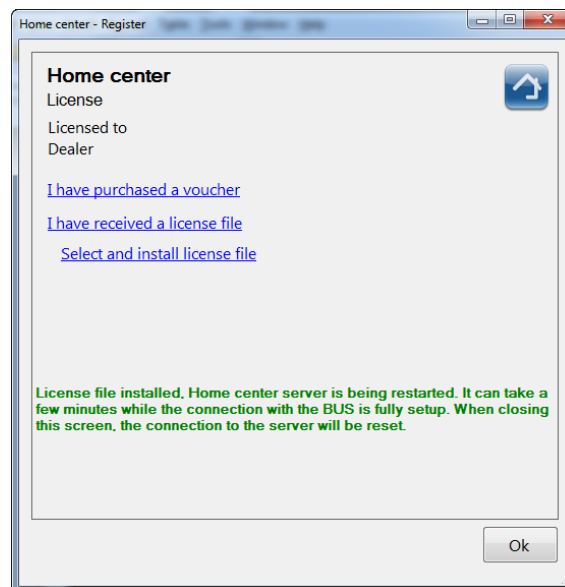 Home center - Register
Home center
License
Licensed to
Dealer
I have purchased a voucher
I have received a license file
Select and install license file
License file installed, Home center server is being restarted. It can take a
few minutes while the connection with the BUS is fully setup. When closing
this screen, the connection to the server will be reset.
Ok